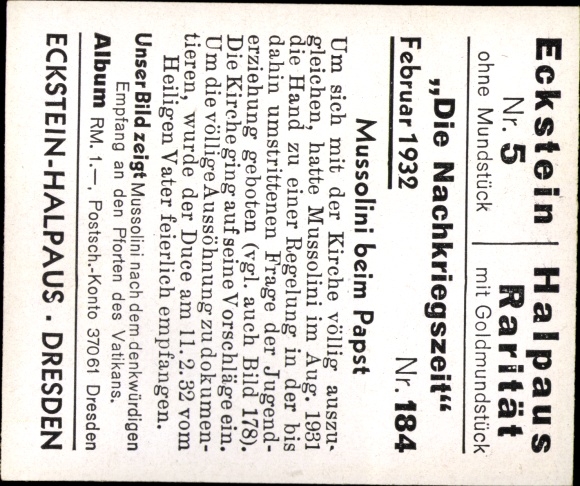 Eckstein Halpaus
Nr. 5 Rarität
ohne Mundstück mit Goldmundstück
„Die Nachkriegszeit“
Februar 1932 Nr. 184
Mussolini beim Papst
Um sich mit der Kirche völlig auszu-
gleichen, hatte Mussolini im Aug. 1931
die Hand zu einer Regelung in der bis
dahin umstrittenen Frage der Jugend-
erziehung geboten (vgl. auch Bild 178).
Die Kirche ging auf seine Vorschläge ein.
Um die völlige Aussöhnung zu dokumen-
tieren, wurde der Duce am 11. 2. 32 vom
Heiligen Vater feierlich empfangen.
Unser Bild zeigt Mussolini nach dem denkwürdigen
Empfang an den Pforten des Vatikans.
Album RM. 1.—, Postsch.-Konto 37061 Dresden
ECKSTEIN-HALPAUS . DRESDEN